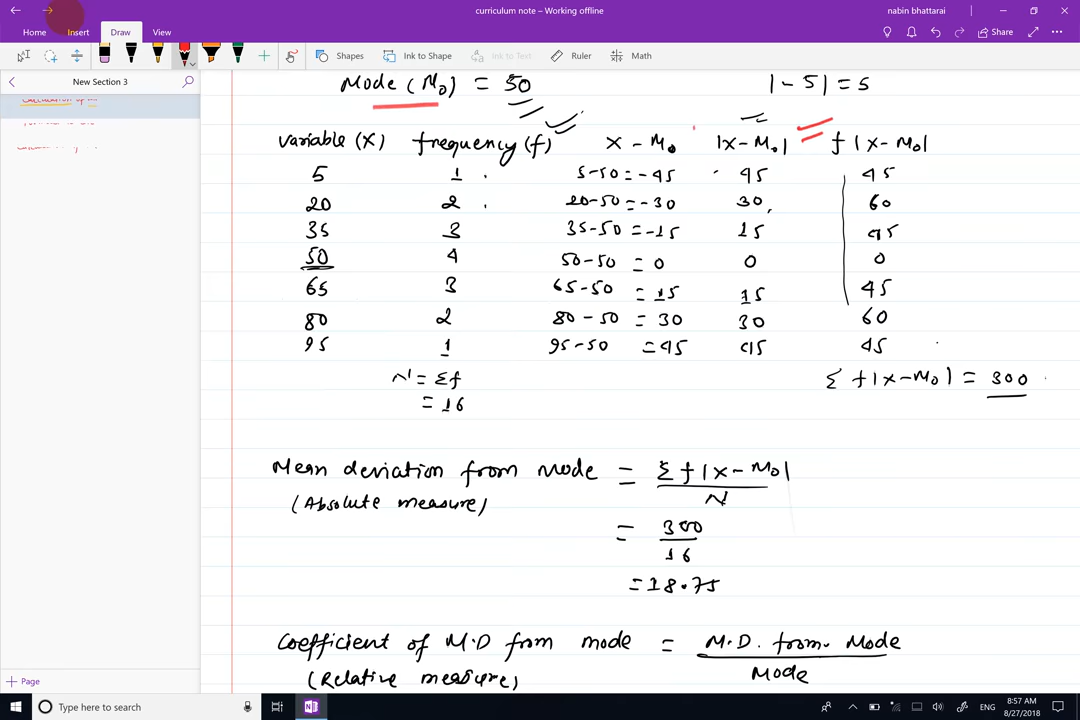 curriculum note - Working offline
nabin bhattarai
Home Insert Draw View
Share
Shapes Ink to Shape Ink to Text Ruler Math
New Section 3
Mode (M0) = 50 |-5| = 5
variable (X) frequency (f) X - M0 |X - M0| f |X - M0|
5 1 5-50 = -45 45 45
20 2 20-50 = -30 30 60
35 3 35-50 = -15 15 45
50 4 50-50 = 0 0 0
65 3 65-50 = 15 15 45
80 2 80-50 = 30 30 60
95 1 95-50 = 45 45 45
N = Σf Σ f |X - M0| = 300
= 16
Mean deviation from mode = Σ f |X - M0| / N
(Absolute measure)
= 300 / 16
= 18.75
Coefficient of M.D from mode = M.D. from Mode / Mode
(Relative measure)
+ Page
Type here to search
ENG
8:57 AM
8/27/2018